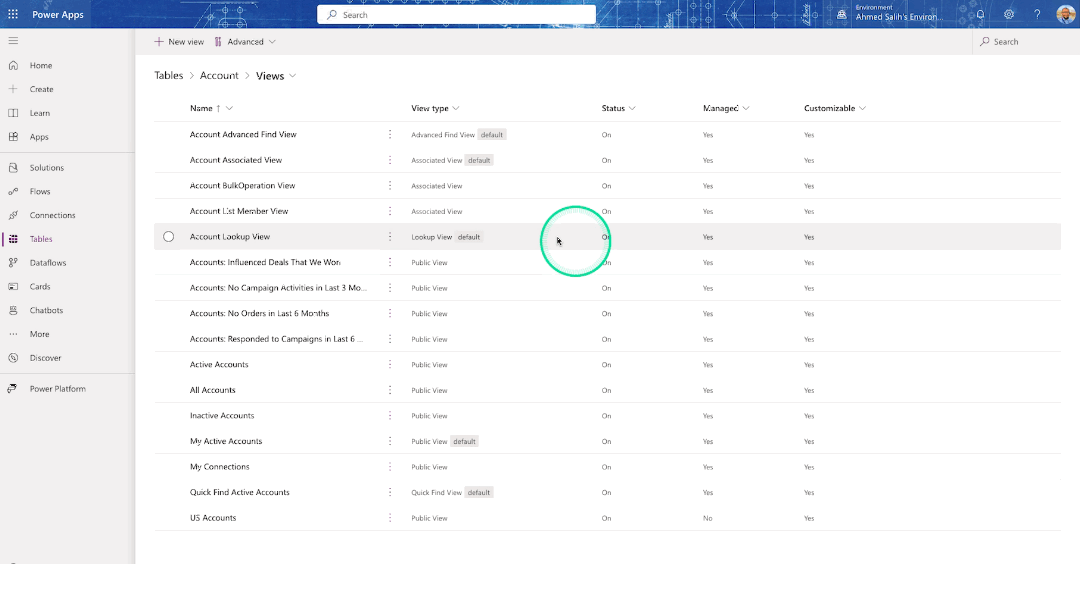 Power Apps
Search
Environment
Ahmed Salih's Environ...
?
New view
Advanced
Search
Home
Create
Learn
Apps
Solutions
Flows
Connections
Tables
Dataflows
Cards
Chatbots
More
Discover
Power Platform
Tables > Account > Views
Name ↑ View type Status Managed Customizable
Account Advanced Find View Advanced Find View default On Yes Yes
Account Associated View Associated View default On Yes Yes
Account BulkOperation View Associated View On Yes Yes
Account List Member View Associated View On Yes Yes
Account Lookup View Lookup View default On Yes Yes
Accounts: Influenced Deals That We Won Public View On Yes Yes
Accounts: No Campaign Activities in Last 3 Mo... Public View On Yes Yes
Accounts: No Orders in Last 6 Months Public View On Yes Yes
Accounts: Responded to Campaigns in Last 6 ... Public View On Yes Yes
Active Accounts Public View On Yes Yes
All Accounts Public View On Yes Yes
Inactive Accounts Public View On Yes Yes
My Active Accounts Public View default On Yes Yes
My Connections Public View On Yes Yes
Quick Find Active Accounts Quick Find View default On Yes Yes
US Accounts Public View On No Yes